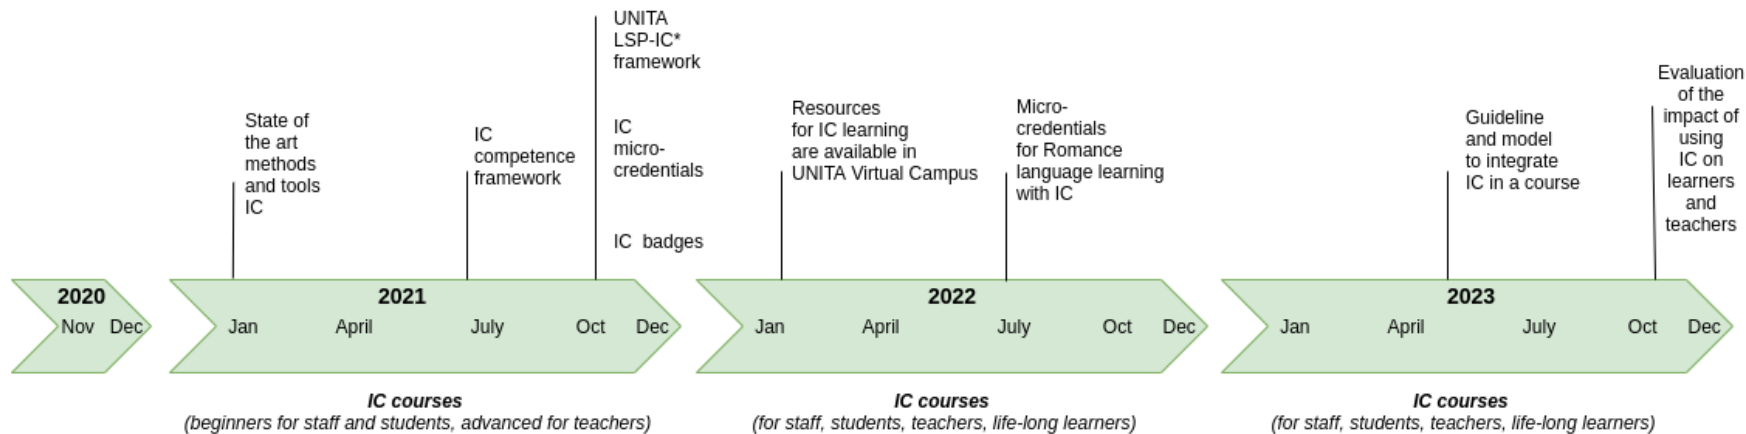 State of
the art
methods
and tools
IC
IC
competence
framework
UNITA
LSP-IC*
framework
IC
micro-
credentials
IC badges
Resources
for IC learning
are available in
UNITA Virtual Campus
Micro-
credentials
for Romance
language learning
with IC
Guideline
and model
to integrate
IC in a course
Evaluation
of the
impact of
using
IC on
learners
and
teachers
2020
Nov Dec
2021
Jan April July Oct Dec
2022
Jan April July Oct Dec
2023
Jan April July Oct Dec
IC courses
(beginners for staff and students, advanced for teachers)
IC courses
(for staff, students, teachers, life-long learners)
IC courses
(for staff, students, teachers, life-long learners)